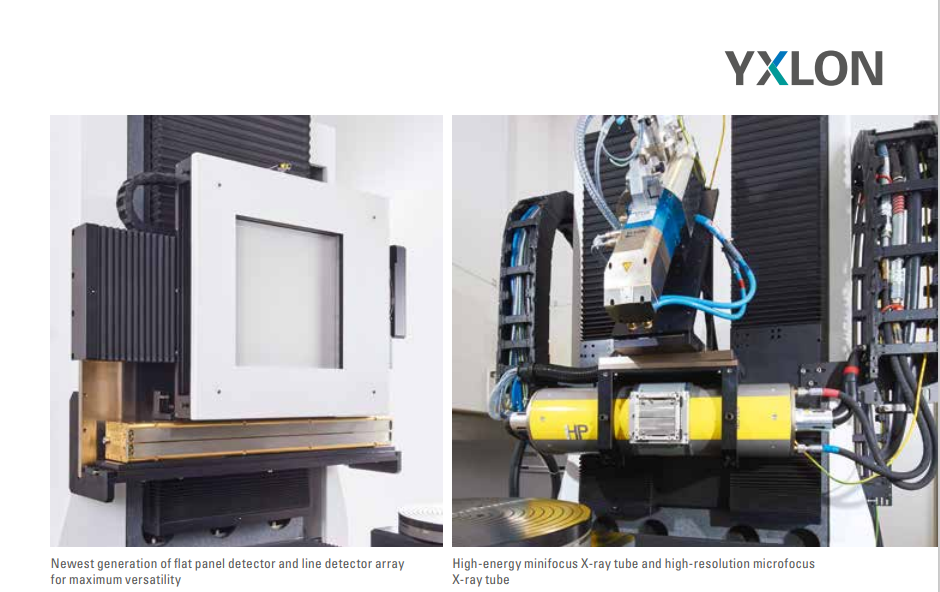 YXLON
YXLON
HP
Newest generation of flat panel detector and line detector array
for maximum versatility
High-energy minifocus X-ray tube and high-resolution microfocus
X-ray tube